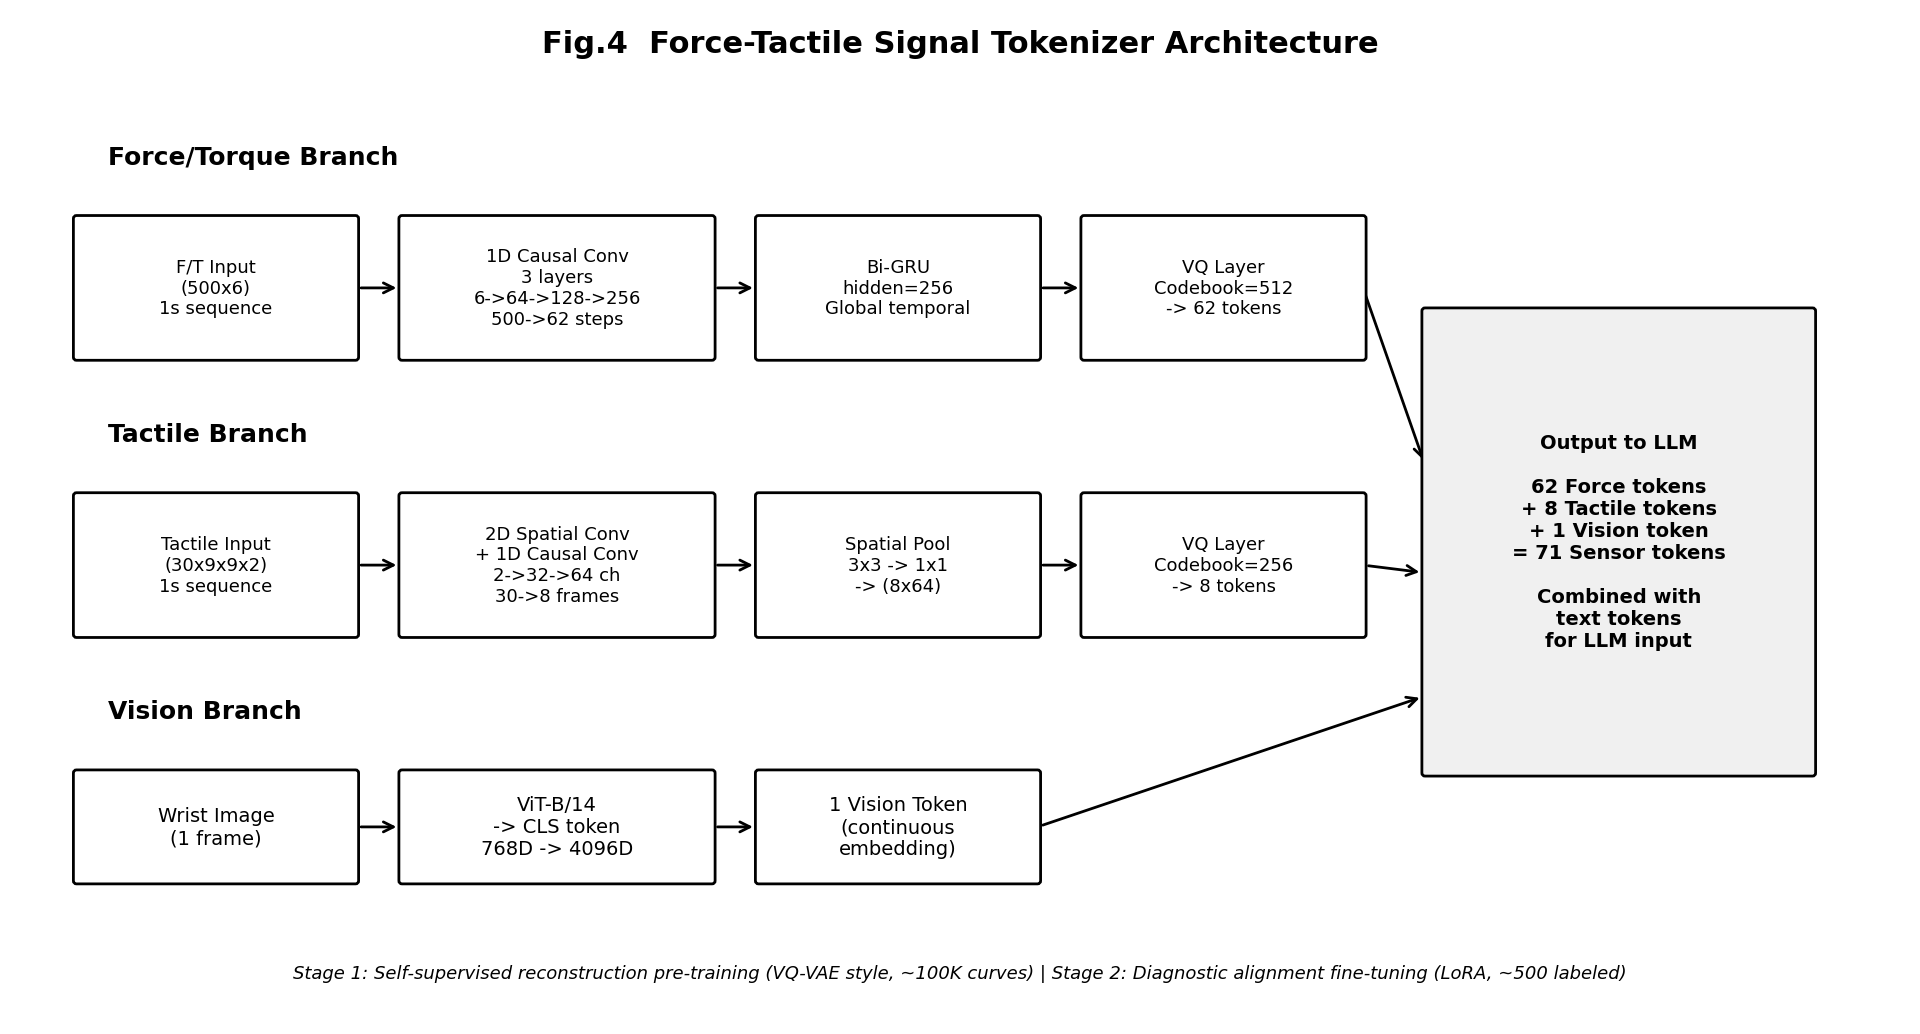 Fig.4  Force-Tactile Signal Tokenizer Architecture
Force/Torque Branch
F/T Input
(500x6)
1s sequence
1D Causal Conv
3 layers
6->64->128->256
500->62 steps
Bi-GRU
hidden=256
Global temporal
VQ Layer
Codebook=512
-> 62 tokens
Tactile Branch
Tactile Input
(30x9x9x2)
1s sequence
2D Spatial Conv
+ 1D Causal Conv
2->32->64 ch
30->8 frames
Spatial Pool
3x3 -> 1x1
-> (8x64)
VQ Layer
Codebook=256
-> 8 tokens
Vision Branch
Wrist Image
(1 frame)
ViT-B/14
-> CLS token
768D -> 4096D
1 Vision Token
(continuous
embedding)
Output to LLM
62 Force tokens
+ 8 Tactile tokens
+ 1 Vision token
= 71 Sensor tokens
Combined with
text tokens
for LLM input
Stage 1: Self-supervised reconstruction pre-training (VQ-VAE style, ~100K curves) | Stage 2: Diagnostic alignment fine-tuning (LoRA, ~500 labeled)